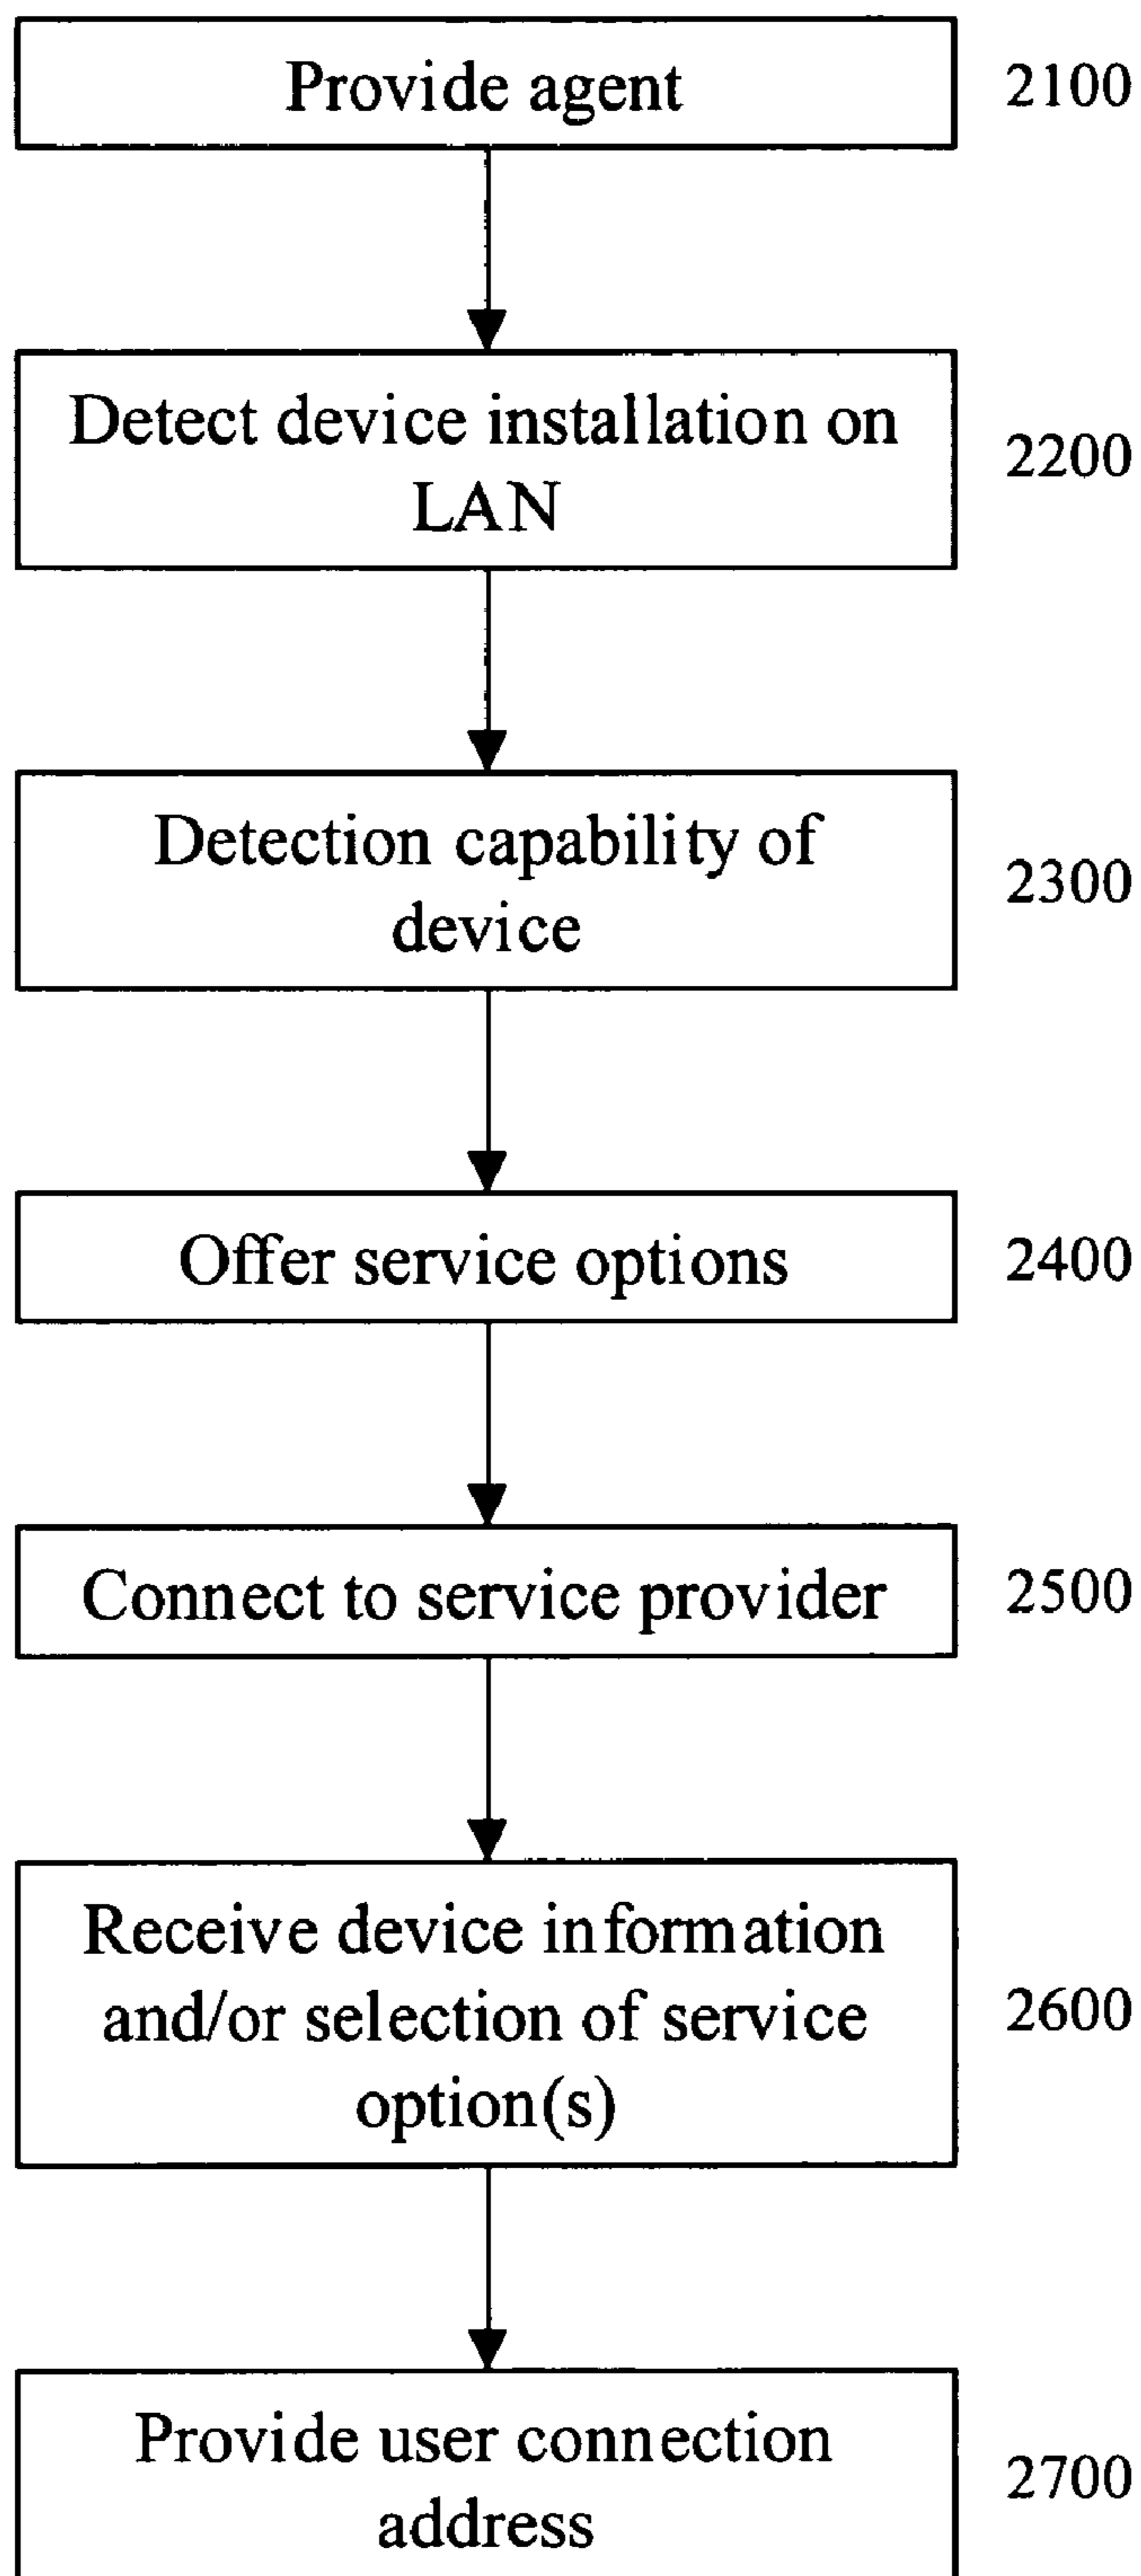 Provide agent
2100
Detect device installation on
LAN
2200
Detection capability of
device
2300
Offer service options
2400
Connect to service provider
2500
Receive device information
and/or selection of service
option(s)
2600
Provide user connection
address
2700